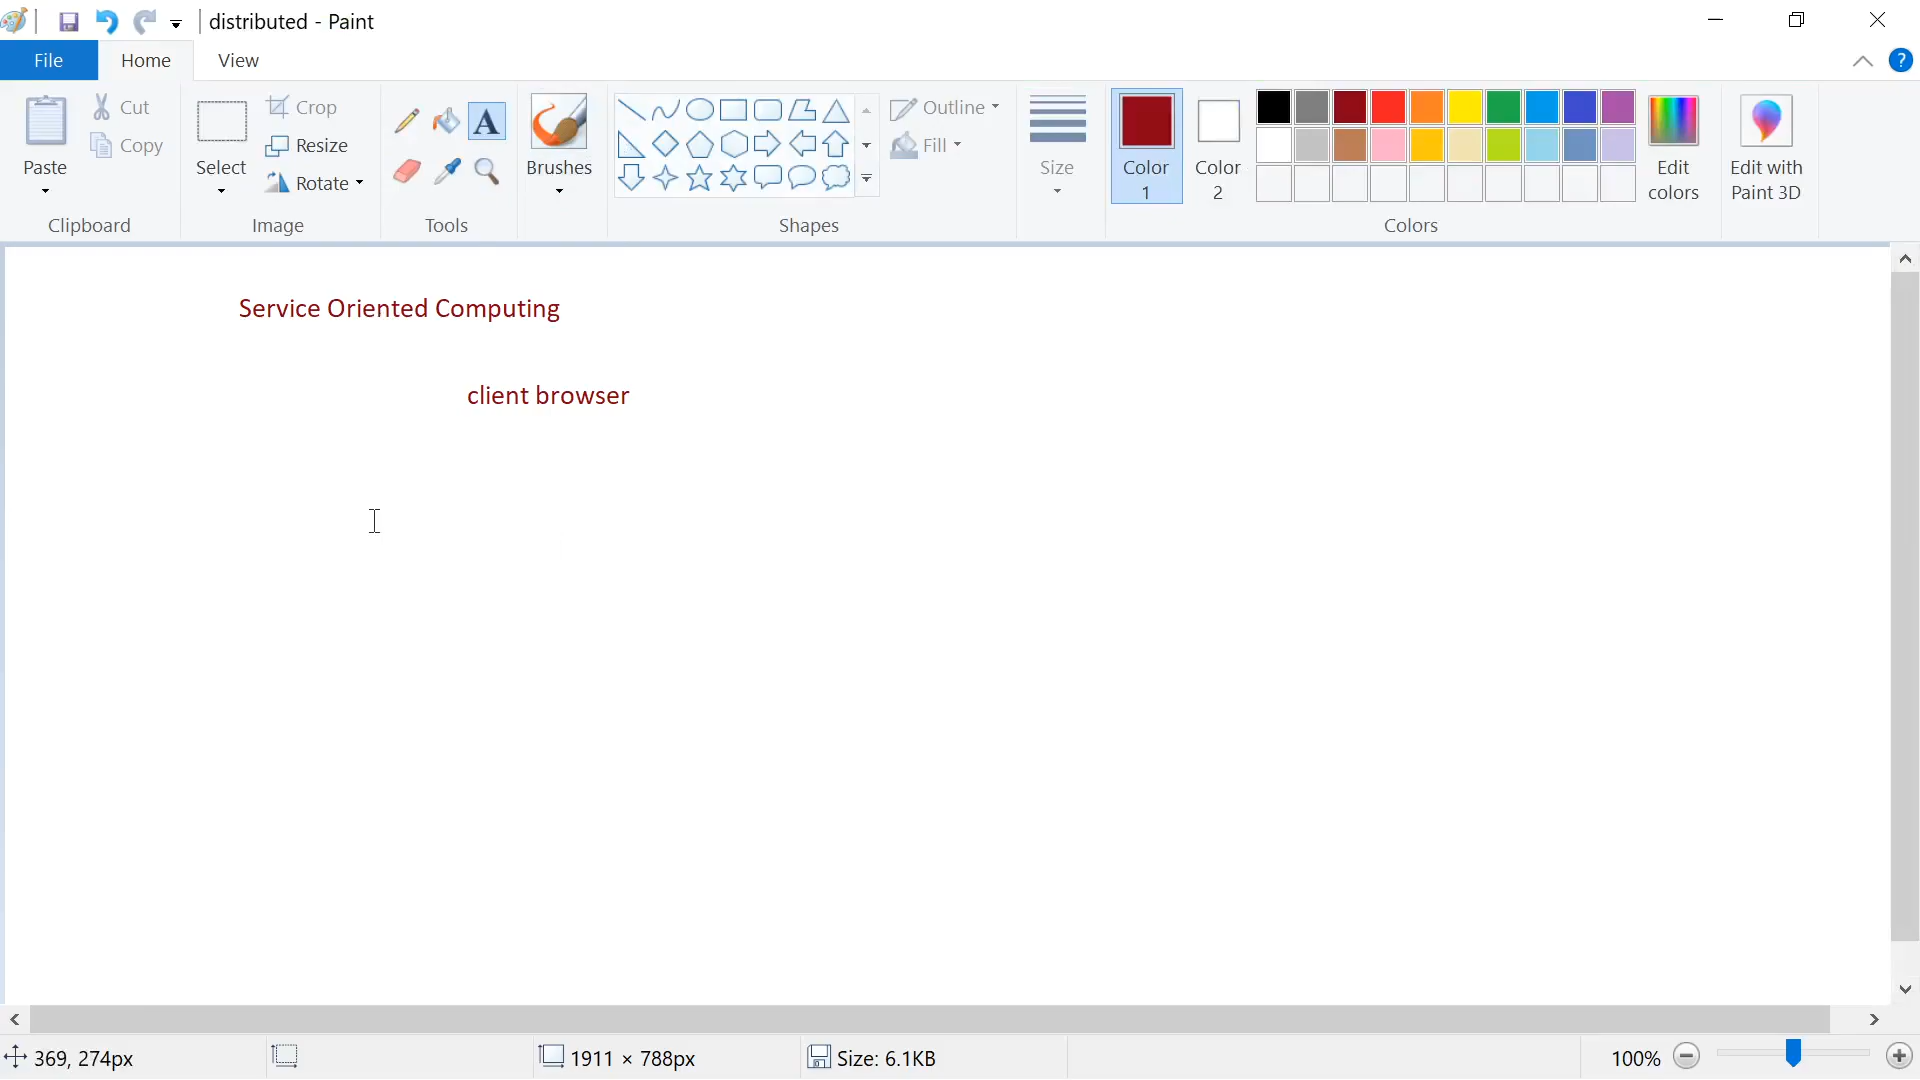 distributed - Paint
File Home View
Paste
Cut
Copy
Clipboard
Select
Crop
Resize
Rotate
Image
A
Tools
Brushes
Shapes
Outline
Fill
Size
Color
1
Color
2
Edit
colors
Colors
Edit with
Paint 3D
?
Service Oriented Computing
client browser
369, 274px
1911 × 788px
Size: 6.1KB
100%